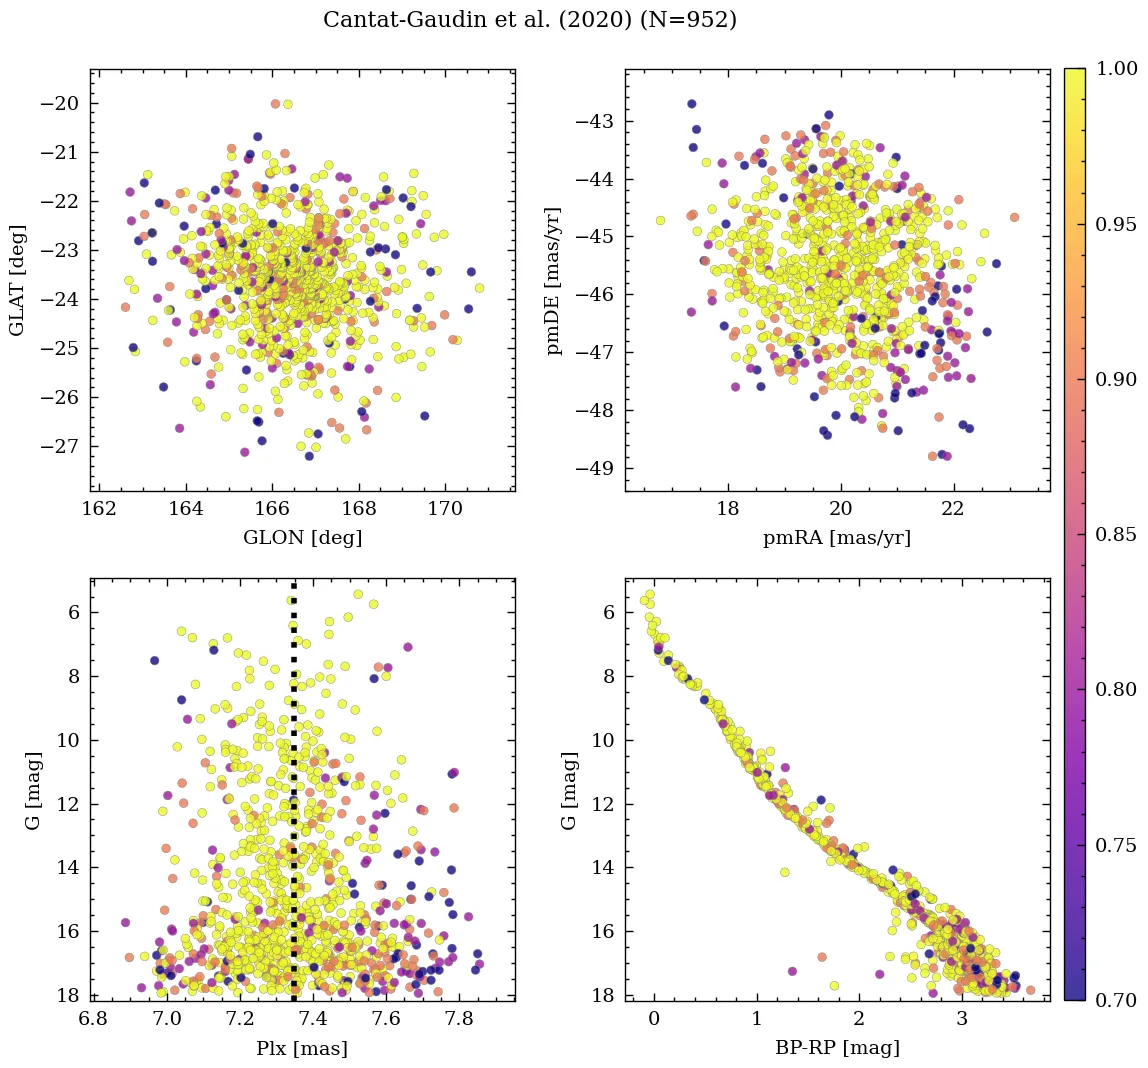 Cantat-Gaudin et al. (2020) (N=952)
−20
−21
−22
−23
−24
−25
−26
−27
GLAT [deg]
162 164 166 168 170
GLON [deg]
−43
−44
−45
−46
−47
−48
−49
pmDE [mas/yr]
18 20 22
pmRA [mas/yr]
6
8
10
12
14
16
18
G [mag]
6.8 7.0 7.2 7.4 7.6 7.8
Plx [mas]
6
8
10
12
14
16
18
G [mag]
0 1 2 3
BP-RP [mag]
1.00
0.95
0.90
0.85
0.80
0.75
0.70